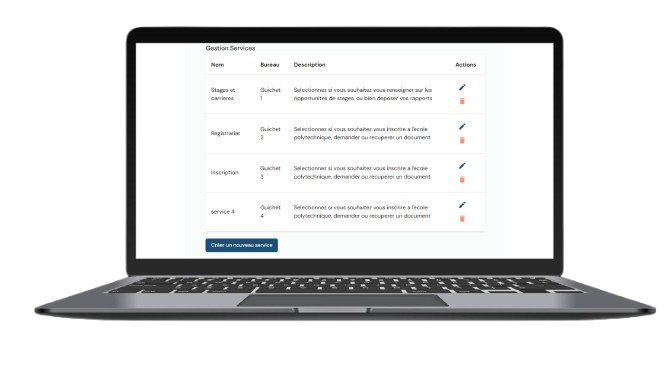 Gestion Services
Nom Bureau Description Actions
Stages et carrieres Guichet 1 Selectionnez si vous souhaitez vous renseigner sur les
opportunites de stages, ou bien deposer vos rapports
Registrariat Guichet 2 Selectionnez si vous souhaitez vous inscrire a l'ecole
polytechnique, demander ou recuperer un document
Inscription Guichet 3 Selectionnez si vous souhaitez vous inscrire a l'ecole
polytechnique, demander ou recuperer un document
service 4 Guichet 4 Selectionnez si vous souhaitez vous inscrire a l'ecole
polytechnique, demander ou recuperer un document
Créer un nouveau service